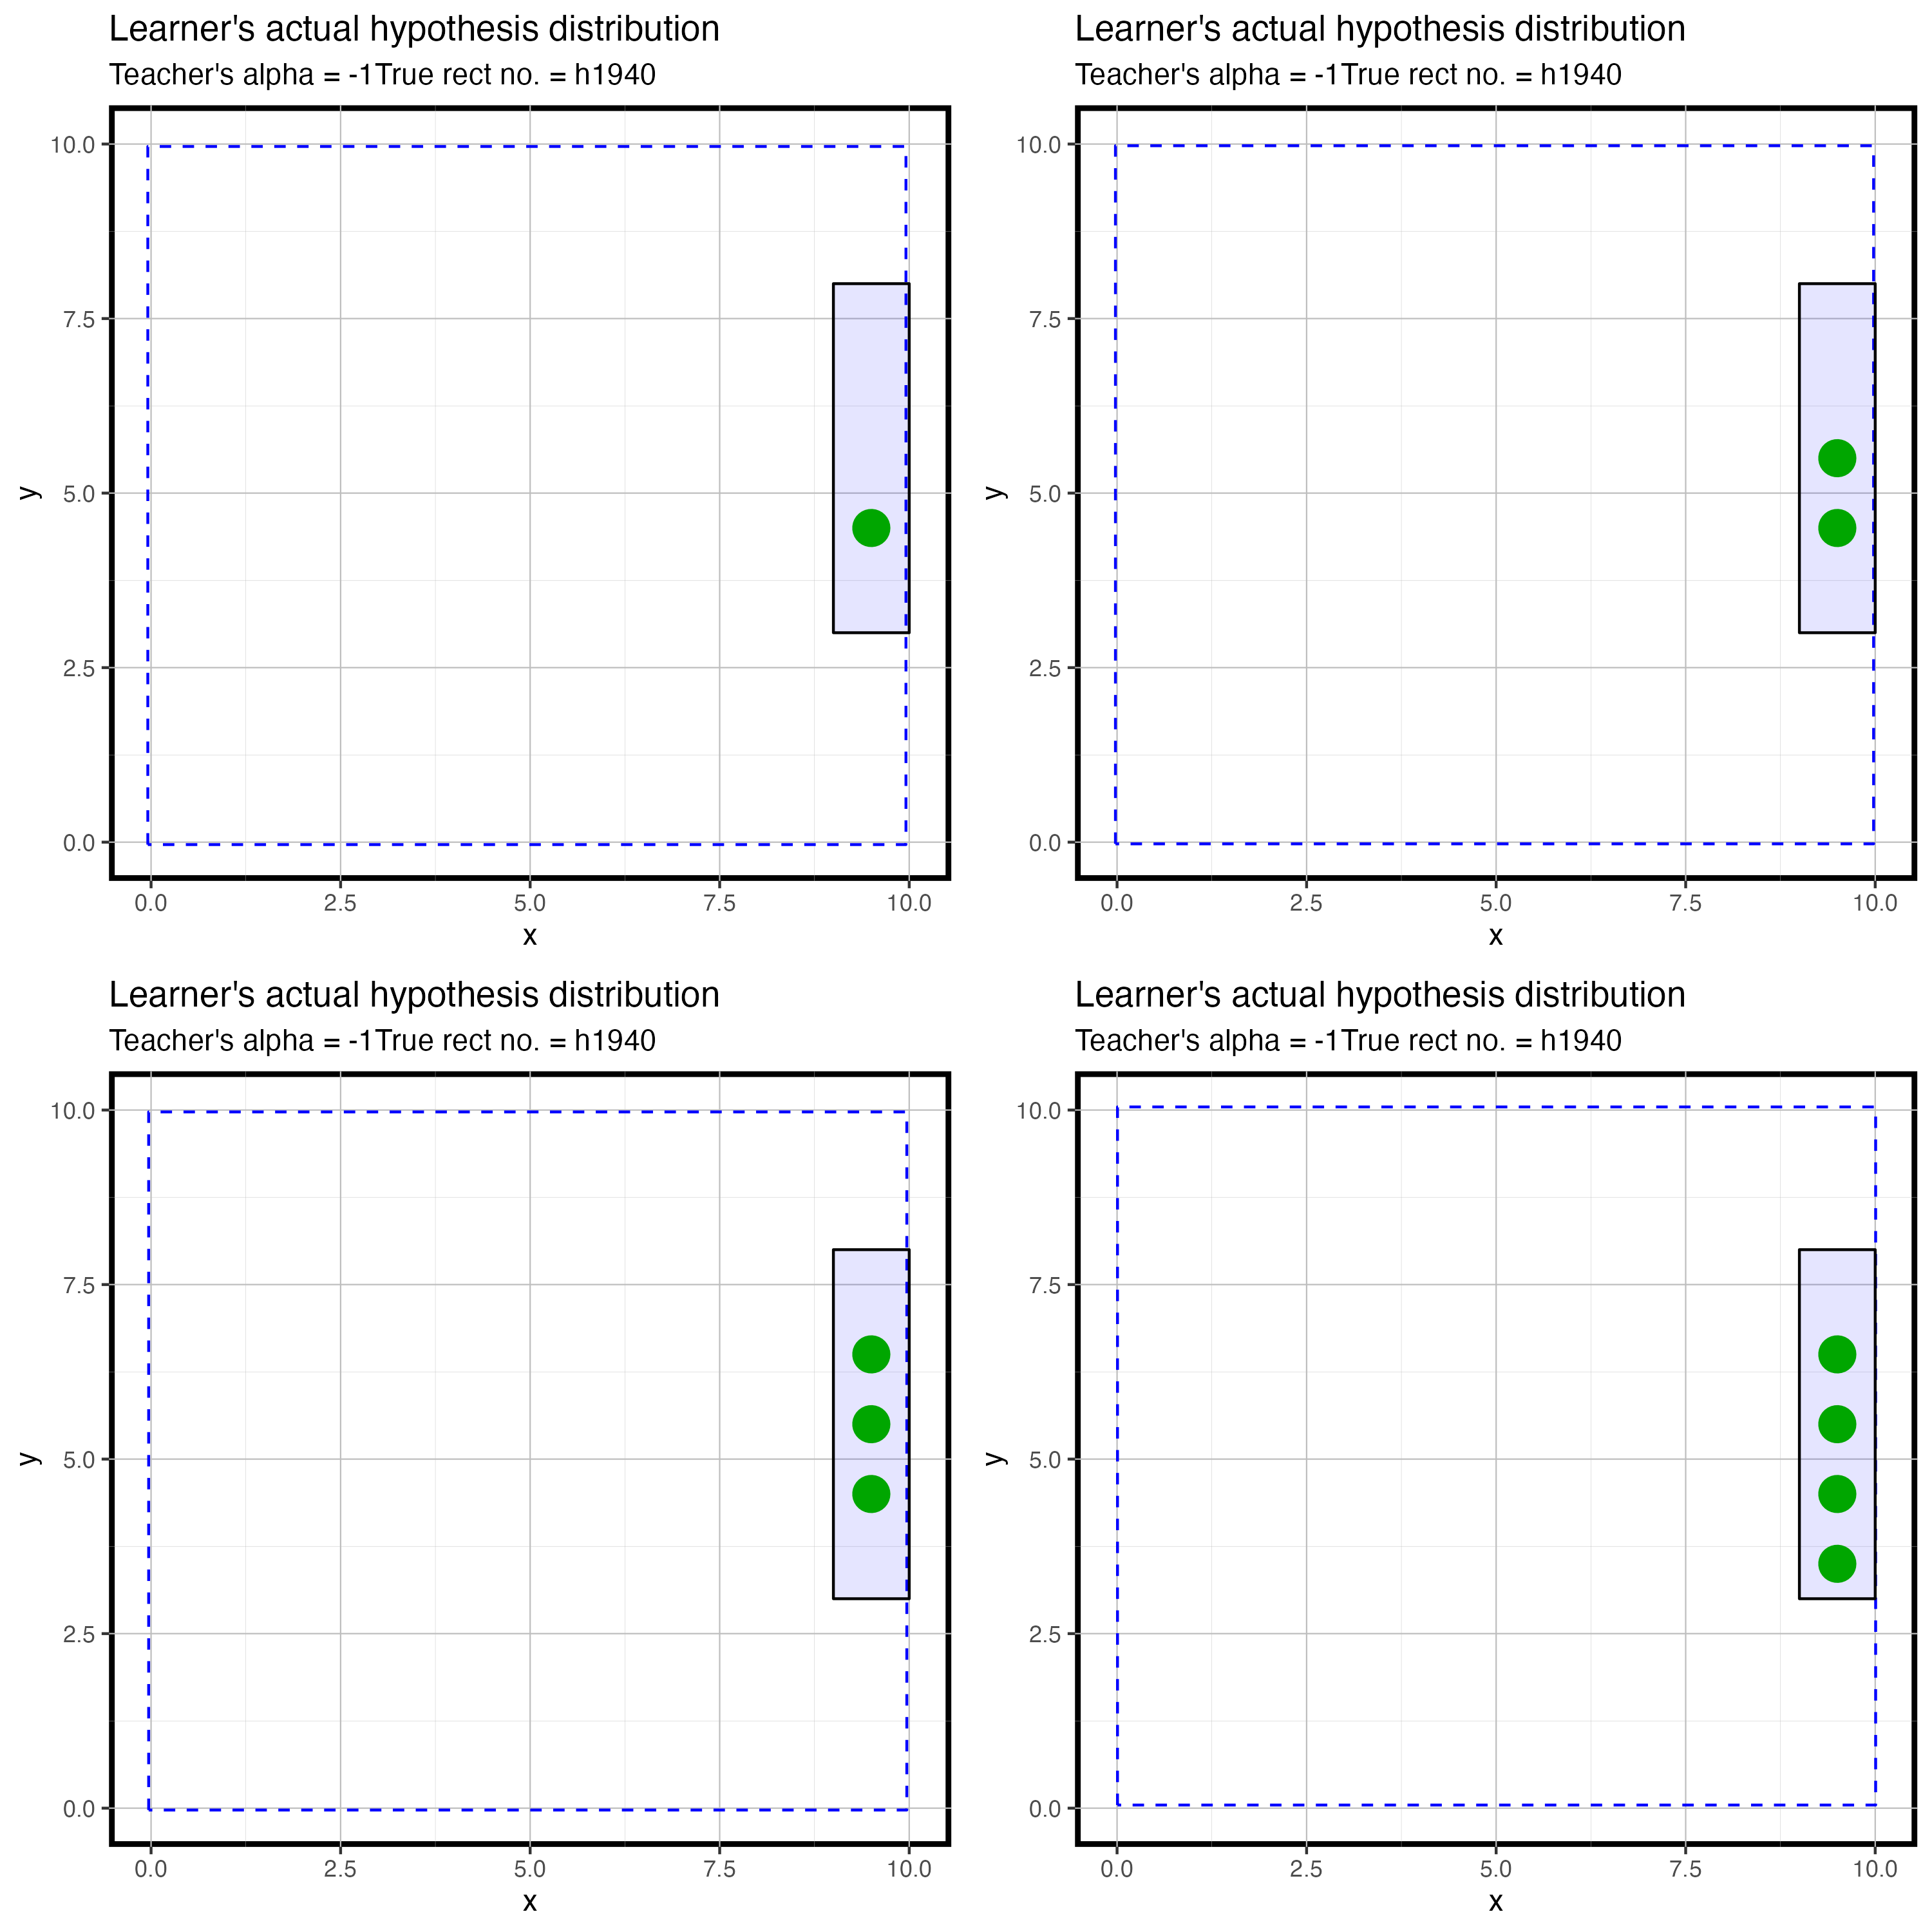 Learner's actual hypothesis distribution
Teacher's alpha = -1True rect no. = h1940
10.0
7.5
5.0
2.5
0.0
y
0.0 2.5 5.0 7.5 10.0
x
Learner's actual hypothesis distribution
Teacher's alpha = -1True rect no. = h1940
10.0
7.5
5.0
2.5
0.0
y
0.0 2.5 5.0 7.5 10.0
x
Learner's actual hypothesis distribution
Teacher's alpha = -1True rect no. = h1940
10.0
7.5
5.0
2.5
0.0
y
0.0 2.5 5.0 7.5 10.0
x
Learner's actual hypothesis distribution
Teacher's alpha = -1True rect no. = h1940
10.0
7.5
5.0
2.5
0.0
y
0.0 2.5 5.0 7.5 10.0
x